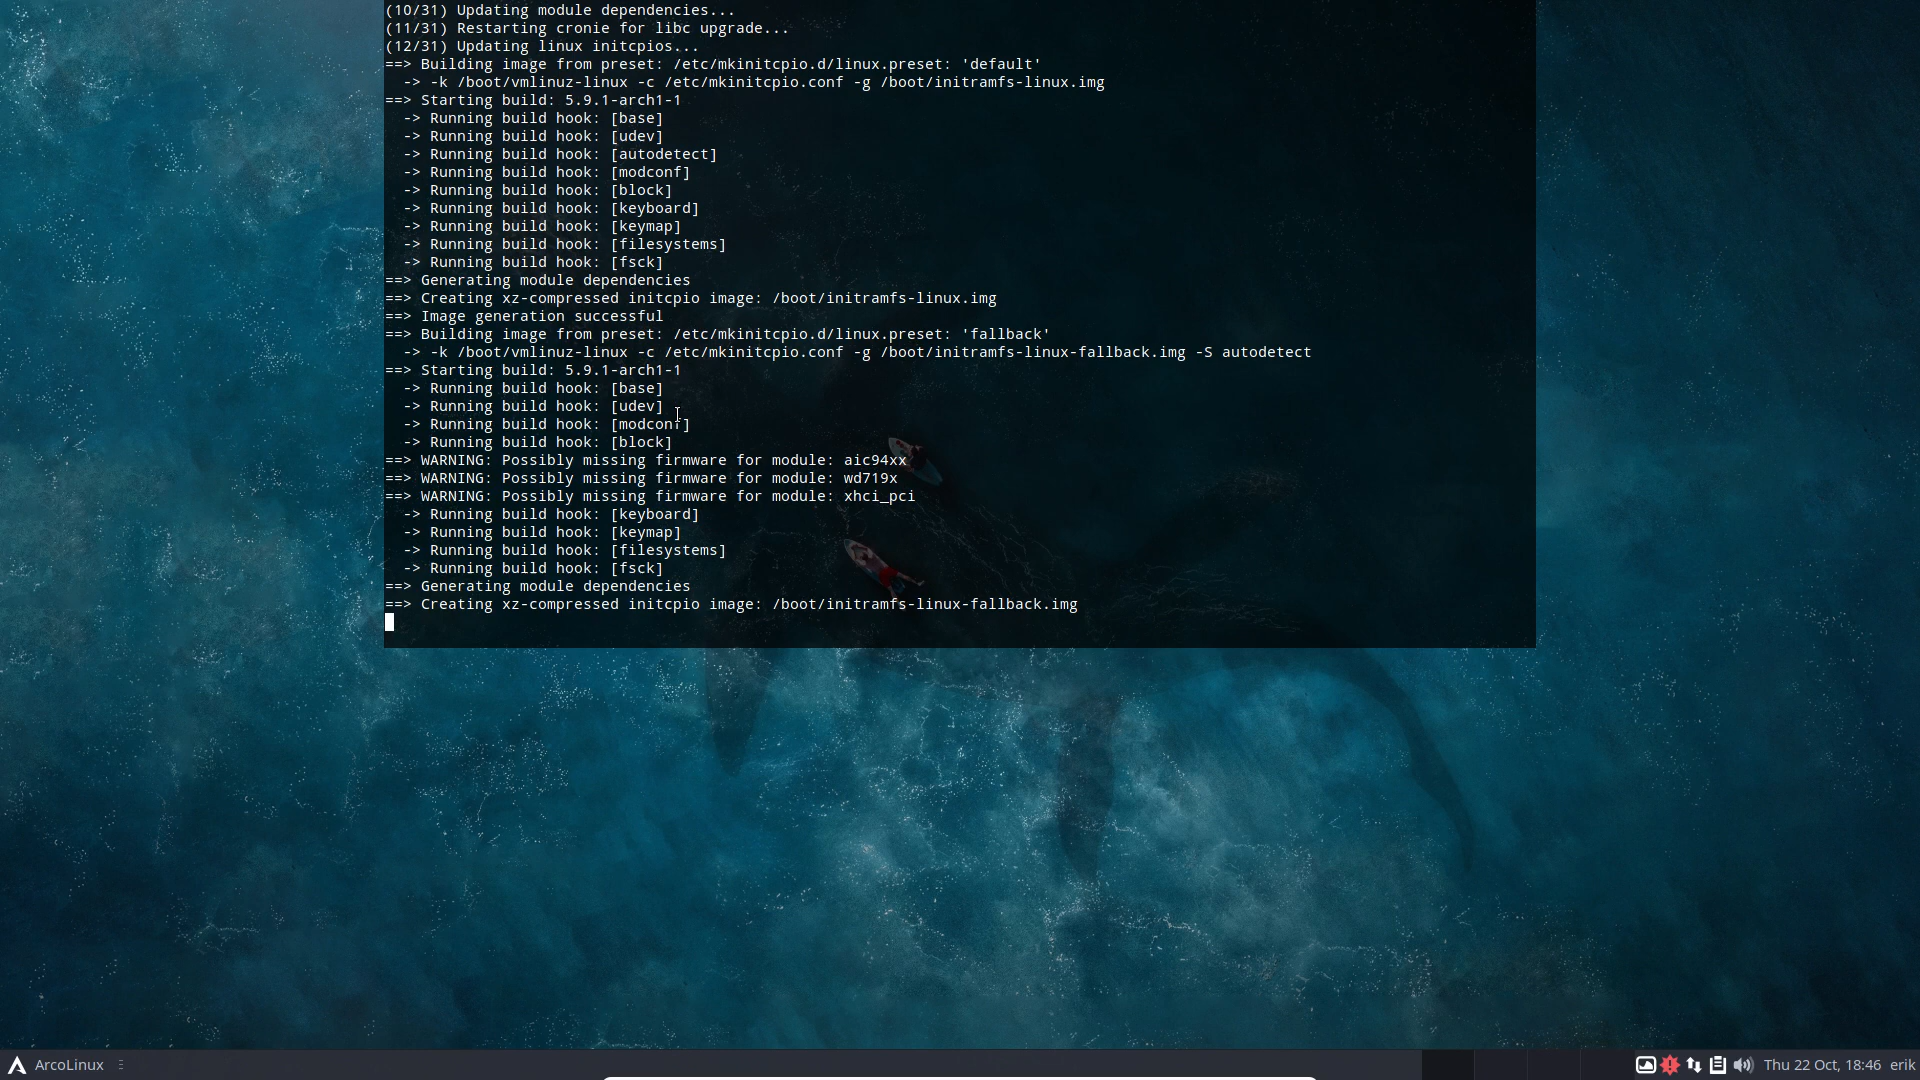 (10/31) Updating module dependencies...
(11/31) Restarting cronie for libc upgrade...
(12/31) Updating linux initcpios...
==> Building image from preset: /etc/mkinitcpio.d/linux.preset: 'default'
  -> -k /boot/vmlinuz-linux -c /etc/mkinitcpio.conf -g /boot/initramfs-linux.img
==> Starting build: 5.9.1-arch1-1
  -> Running build hook: [base]
  -> Running build hook: [udev]
  -> Running build hook: [autodetect]
  -> Running build hook: [modconf]
  -> Running build hook: [block]
  -> Running build hook: [keyboard]
  -> Running build hook: [keymap]
  -> Running build hook: [filesystems]
  -> Running build hook: [fsck]
==> Generating module dependencies
==> Creating xz-compressed initcpio image: /boot/initramfs-linux.img
==> Image generation successful
==> Building image from preset: /etc/mkinitcpio.d/linux.preset: 'fallback'
  -> -k /boot/vmlinuz-linux -c /etc/mkinitcpio.conf -g /boot/initramfs-linux-fallback.img -S autodetect
==> Starting build: 5.9.1-arch1-1
  -> Running build hook: [base]
  -> Running build hook: [udev]
  -> Running build hook: [modconf]
  -> Running build hook: [block]
==> WARNING: Possibly missing firmware for module: aic94xx
==> WARNING: Possibly missing firmware for module: wd719x
==> WARNING: Possibly missing firmware for module: xhci_pci
  -> Running build hook: [keyboard]
  -> Running build hook: [keymap]
  -> Running build hook: [filesystems]
  -> Running build hook: [fsck]
==> Generating module dependencies
==> Creating xz-compressed initcpio image: /boot/initramfs-linux-fallback.img
ArcoLinux
Thu 22 Oct, 18:46 erik